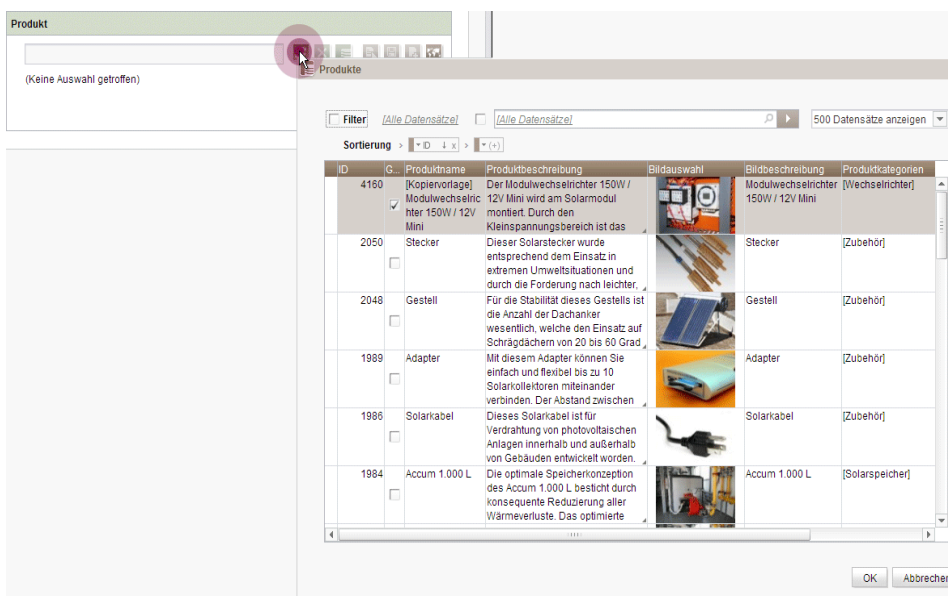 Produkt
(Keine Auswahl getroffen)
Produkte
Filter [Alle Datensätze] [Alle Datensätze] 500 Datensätze anzeigen
Sortierung > ID ↓ x > (+)
ID G... Produktname Produktbeschreibung Bildauswahl Bildbeschreibung Produktkategorien
4160 [Kopiervorlage] Der Modulwechselrichter 150W / Modulwechselrichter [Wechselrichter]
Modulwechselric 12V Mini wird am Solarmodul 150W / 12V Mini
hter 150W / 12V montiert. Durch den
Mini Kleinspannungsbereich ist das
2050 Stecker Dieser Solarstecker wurde Stecker [Zubehör]
entsprechend dem Einsatz in
extremen Umweltsituationen und
durch die Forderung nach leichter,
2048 Gestell Für die Stabilität dieses Gestells ist Gestell [Zubehör]
die Anzahl der Dachanker
wesentlich, welche den Einsatz auf
Schrägdächern von 20 bis 60 Grad
1989 Adapter Mit diesem Adapter können Sie Adapter [Zubehör]
einfach und flexibel bis zu 10
Solarkollektoren miteinander
verbinden. Der Abstand zwischen
1986 Solarkabel Dieses Solarkabel ist für Solarkabel [Zubehör]
Verdrahtung von photovoltaischen
Anlagen innerhalb und außerhalb
von Gebäuden entwickelt worden.
1984 Accum 1.000 L Die optimale Speicherkonzeption Accum 1.000 L [Solarspeicher]
des Accum 1.000 L besticht durch
konsequente Reduzierung aller
Wärmeverluste. Das optimierte
OK Abbrechen